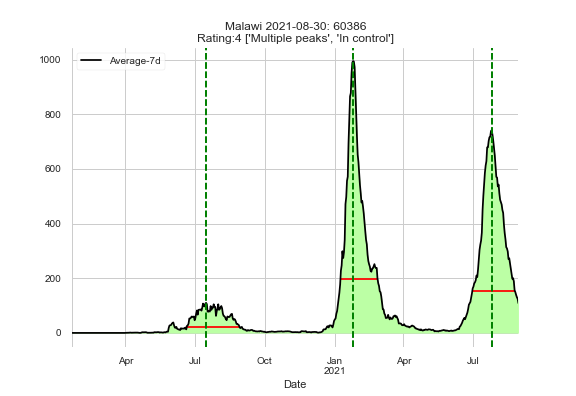 Malawi 2021-08-30: 60386
Rating:4 ['Multiple peaks', 'In control']
Average-7d
1000
800
600
400
200
0
Apr Jul Oct Jan Apr Jul
2021
Date